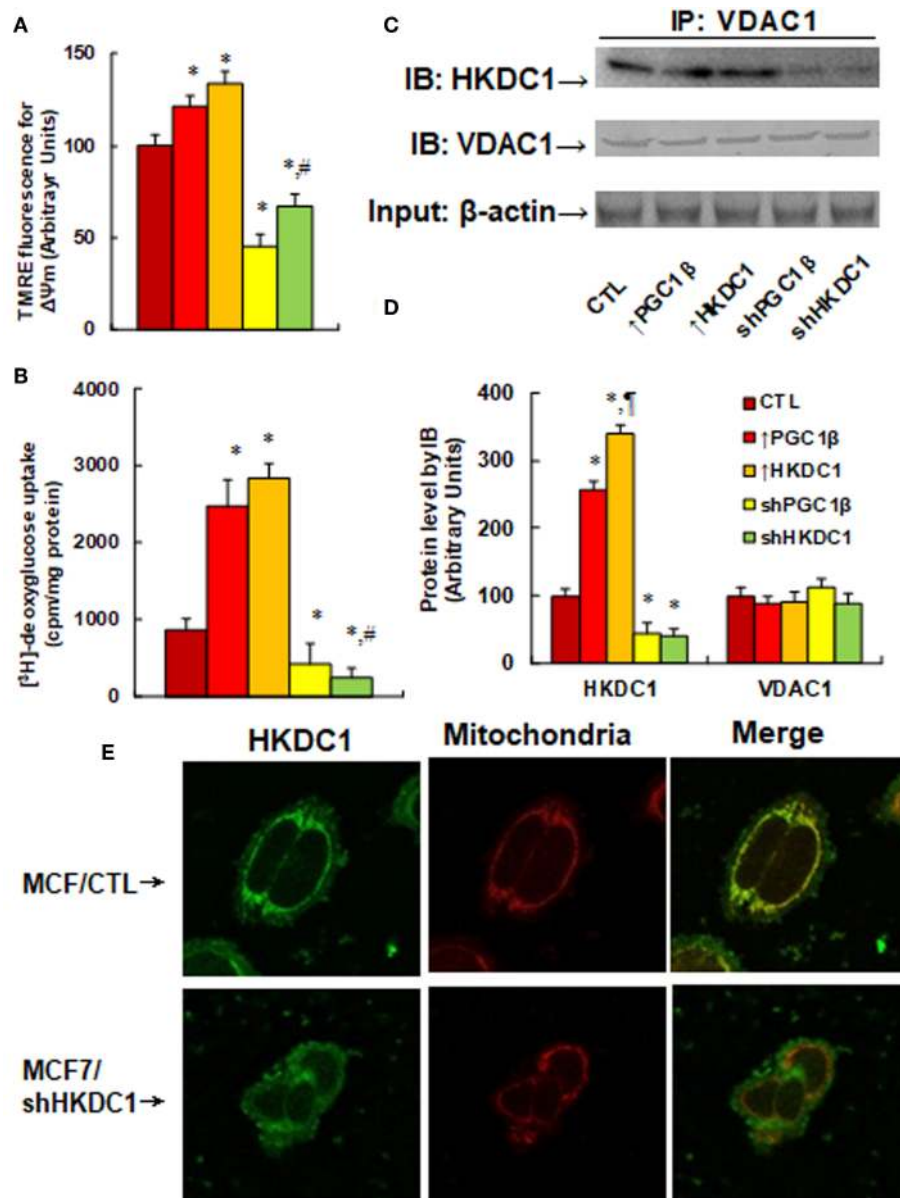 A
150
100
50
0
TMRE fluorescence for
ΔΨm (Arbitrayr Units)
*
*
*
*,#
C
IP: VDAC1
IB: HKDC1→
IB: VDAC1→
Input: β-actin→
CTL
↑PGC1β
↑HKDC1
shPGC1β
shHKDC1
B
4000
3000
2000
1000
0
[³H]-deoxyglucose uptake
(cpm/mg protein)
*
*
*
*,#
D
400
300
200
100
0
Protein level by IB
(Arbitrary Units)
*
*,¶
*
*
HKDC1
VDAC1
CTL
↑PGC1β
↑HKDC1
shPGC1β
shHKDC1
E
HKDC1
Mitochondria
Merge
MCF/CTL→
MCF7/
shHKDC1→